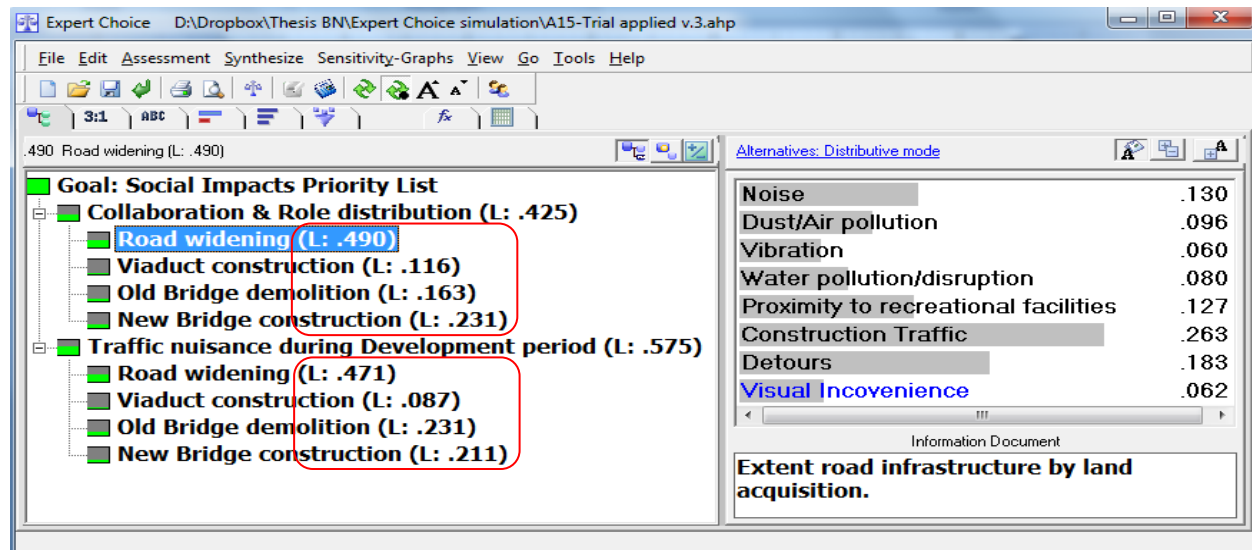 Expert Choice D:\Dropbox\Thesis BN\Expert Choice simulation\A15-Trial applied v.3.ahp
File Edit Assessment Synthesize Sensitivity-Graphs View Go Tools Help
3:1 ABC fx
.490 Road widening (L: .490)
Goal: Social Impacts Priority List
Collaboration & Role distribution (L: .425)
Road widening (L: .490)
Viaduct construction (L: .116)
Old Bridge demolition (L: .163)
New Bridge construction (L: .231)
Traffic nuisance during Development period (L: .575)
Road widening (L: .471)
Viaduct construction (L: .087)
Old Bridge demolition (L: .231)
New Bridge construction (L: .211)
Alternatives: Distributive mode
Noise .130
Dust/Air pollution .096
Vibration .060
Water pollution/disruption .080
Proximity to recreational facilities .127
Construction Traffic .263
Detours .183
Visual Incovenience .062
Information Document
Extent road infrastructure by land
acquisition.